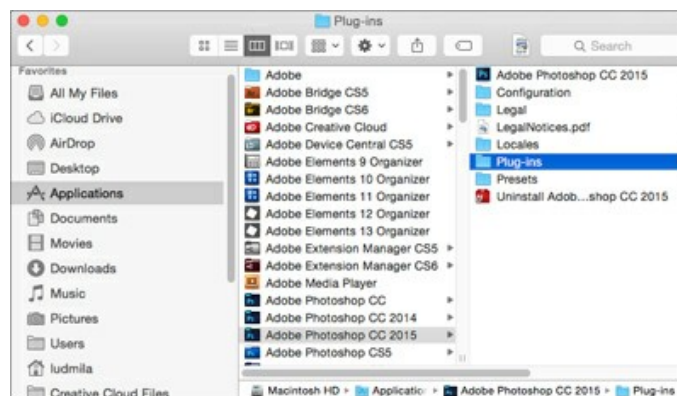 Plug-ins
Search
Favorites
All My Files
iCloud Drive
AirDrop
Desktop
Applications
Documents
Movies
Downloads
Music
Pictures
Users
ludmila
Creative Cloud Files
Adobe
Adobe Bridge CS5
Adobe Bridge CS6
Adobe Creative Cloud
Adobe Device Central CS5
Adobe Elements 9 Organizer
Adobe Elements 10 Organizer
Adobe Elements 11 Organizer
Adobe Elements 12 Organizer
Adobe Elements 13 Organizer
Adobe Extension Manager CS5
Adobe Extension Manager CS6
Adobe Media Player
Adobe Photoshop CC
Adobe Photoshop CC 2014
Adobe Photoshop CC 2015
Adobe Photoshop CS5
Adobe Photoshop CC 2015
Configuration
Legal
LegalNotices.pdf
Locales
Plug-ins
Presets
Uninstall Adob...shop CC 2015
Macintosh HD ▸ Applicatio ▸ Adobe Photoshop CC 2015 ▸ Plug-ins